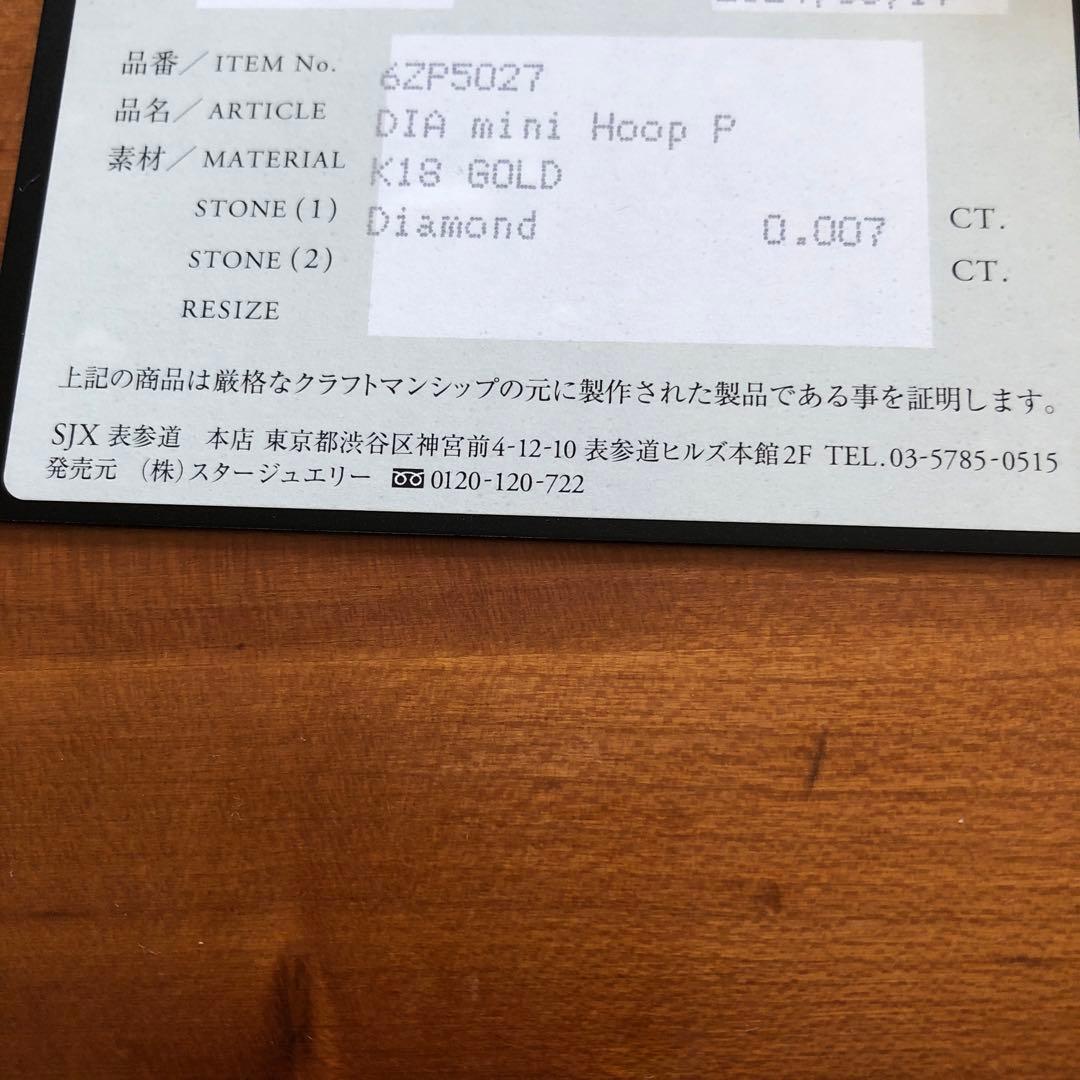 品番／ITEM No. 6ZP5027
品名／ARTICLE DIA mini Hoop P
素材／MATERIAL K18 GOLD
STONE (1) Diamond 0.007 CT.
STONE (2) CT.
RESIZE
上記の商品は厳格なクラフトマンシップの元に製作された製品である事を証明します。
SJX 表参道 本店 東京都渋谷区神宮前4-12-10 表参道ヒルズ本館2F TEL.03-5785-0515
発売元 (株)スタージュエリー 0120-120-722